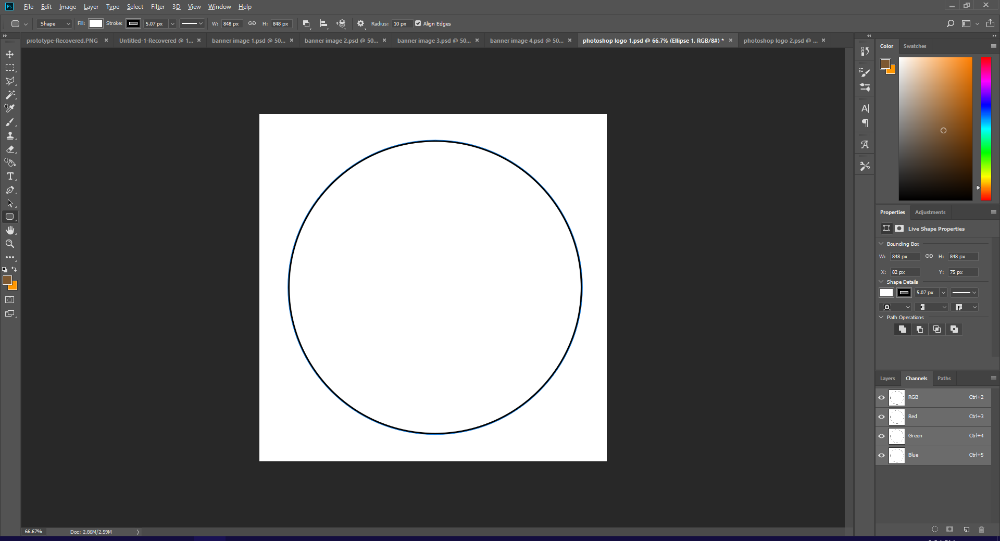 Ps File Edit Image Layer Type Select Filter 3D View Window Help
Shape Fill: Stroke: 5.07 px W: 848 px H: 848 px Radius: 10 px Align Edges
prototype-Recovered.PNG × Untitled-1-Recovered @ 1... × banner image 1.psd @ 50... × banner image 2.psd @ 50... × banner image 3.psd @ 50... × banner image 4.psd @ 50... × photoshop logo 1.psd @ 66.7% (Ellipse 1, RGB/8#) * × photoshop logo 2.psd @ ... ×
Color Swatches
Properties Adjustments
Live Shape Properties
Bounding Box
W: 848 px H: 848 px
X: 82 px Y: 75 px
Shape Details
5.07 px
Path Operations
Layers Channels Paths
RGB Ctrl+2
Red Ctrl+3
Green Ctrl+4
Blue Ctrl+5
66.67% Doc: 2.86M/2.59M